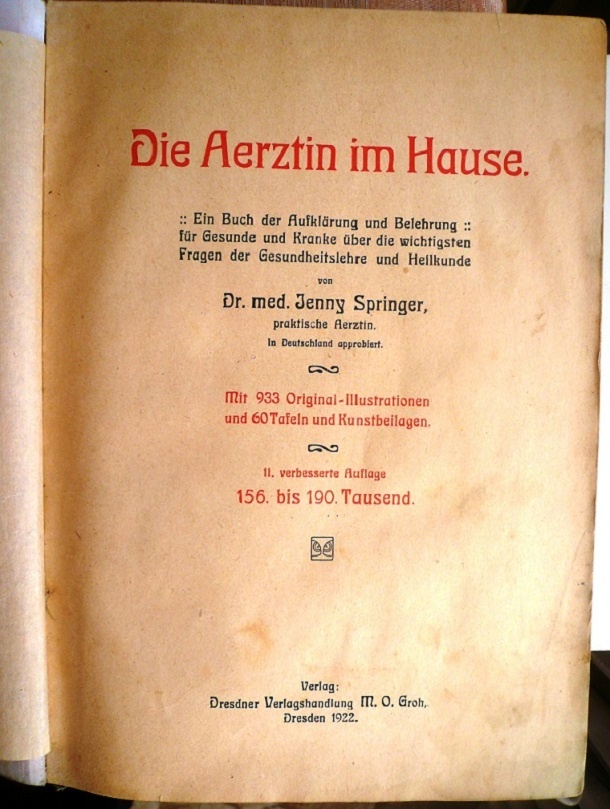 Die Aerztin im Hause.
:: Ein Buch der Aufklärung und Belehrung ::
für Gesunde und Kranke über die wichtigsten
Fragen der Gesundheitslehre und Heilkunde
von
Dr. med. Jenny Springer,
praktische Aerztin.
In Deutschland approbiert.
Mit 933 Original-Illustrationen
und 60 Tafeln und Kunstbeilagen.
11. verbesserte Auflage
156. bis 190. Tausend.
Verlag:
Dresdner Verlagshandlung M. O. Groh,
Dresden 1922.